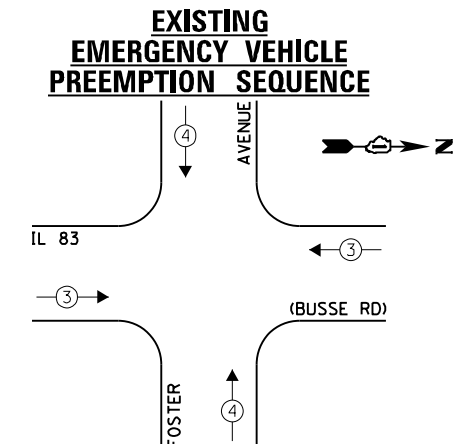 EXISTING
EMERGENCY VEHICLE
PREEMPTION SEQUENCE
4
AVENUE
N
IL 83
3
3
(BUSSE RD)
FOSTER
4